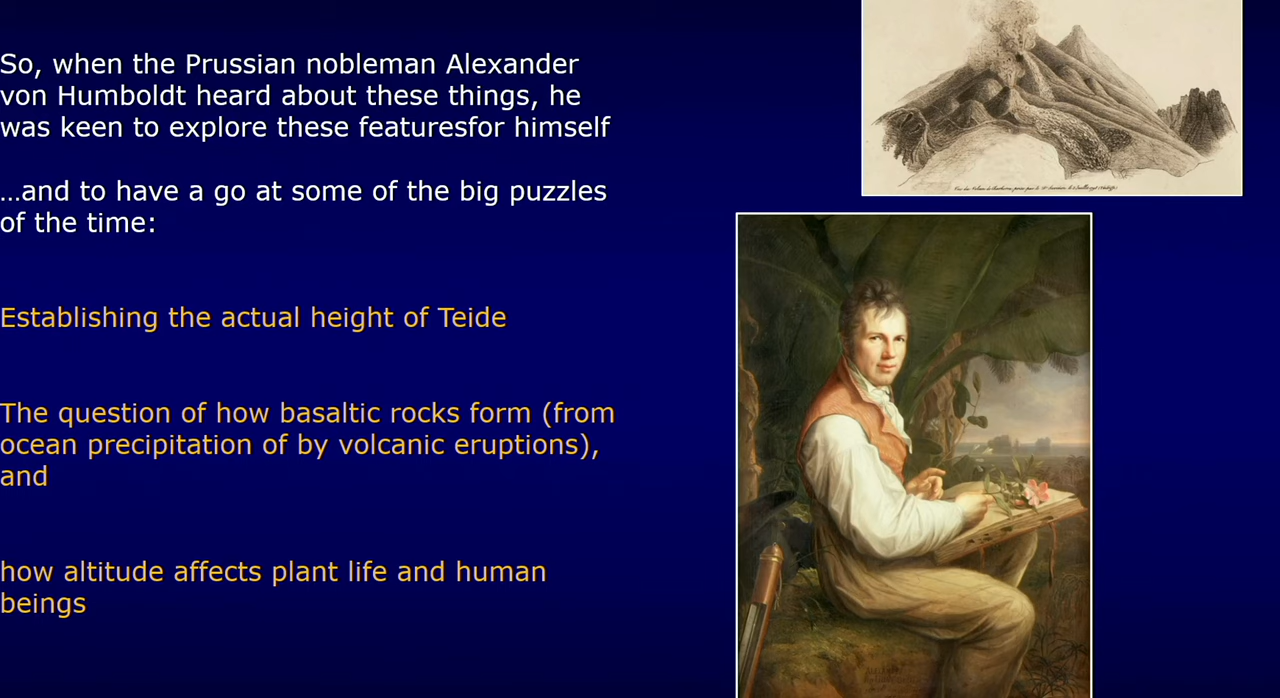 So, when the Prussian nobleman Alexander
von Humboldt heard about these things, he
was keen to explore these featuresfor himself
…and to have a go at some of the big puzzles
of the time:
Establishing the actual height of Teide
The question of how basaltic rocks form (from
ocean precipitation of by volcanic eruptions),
and
how altitude affects plant life and human
beings